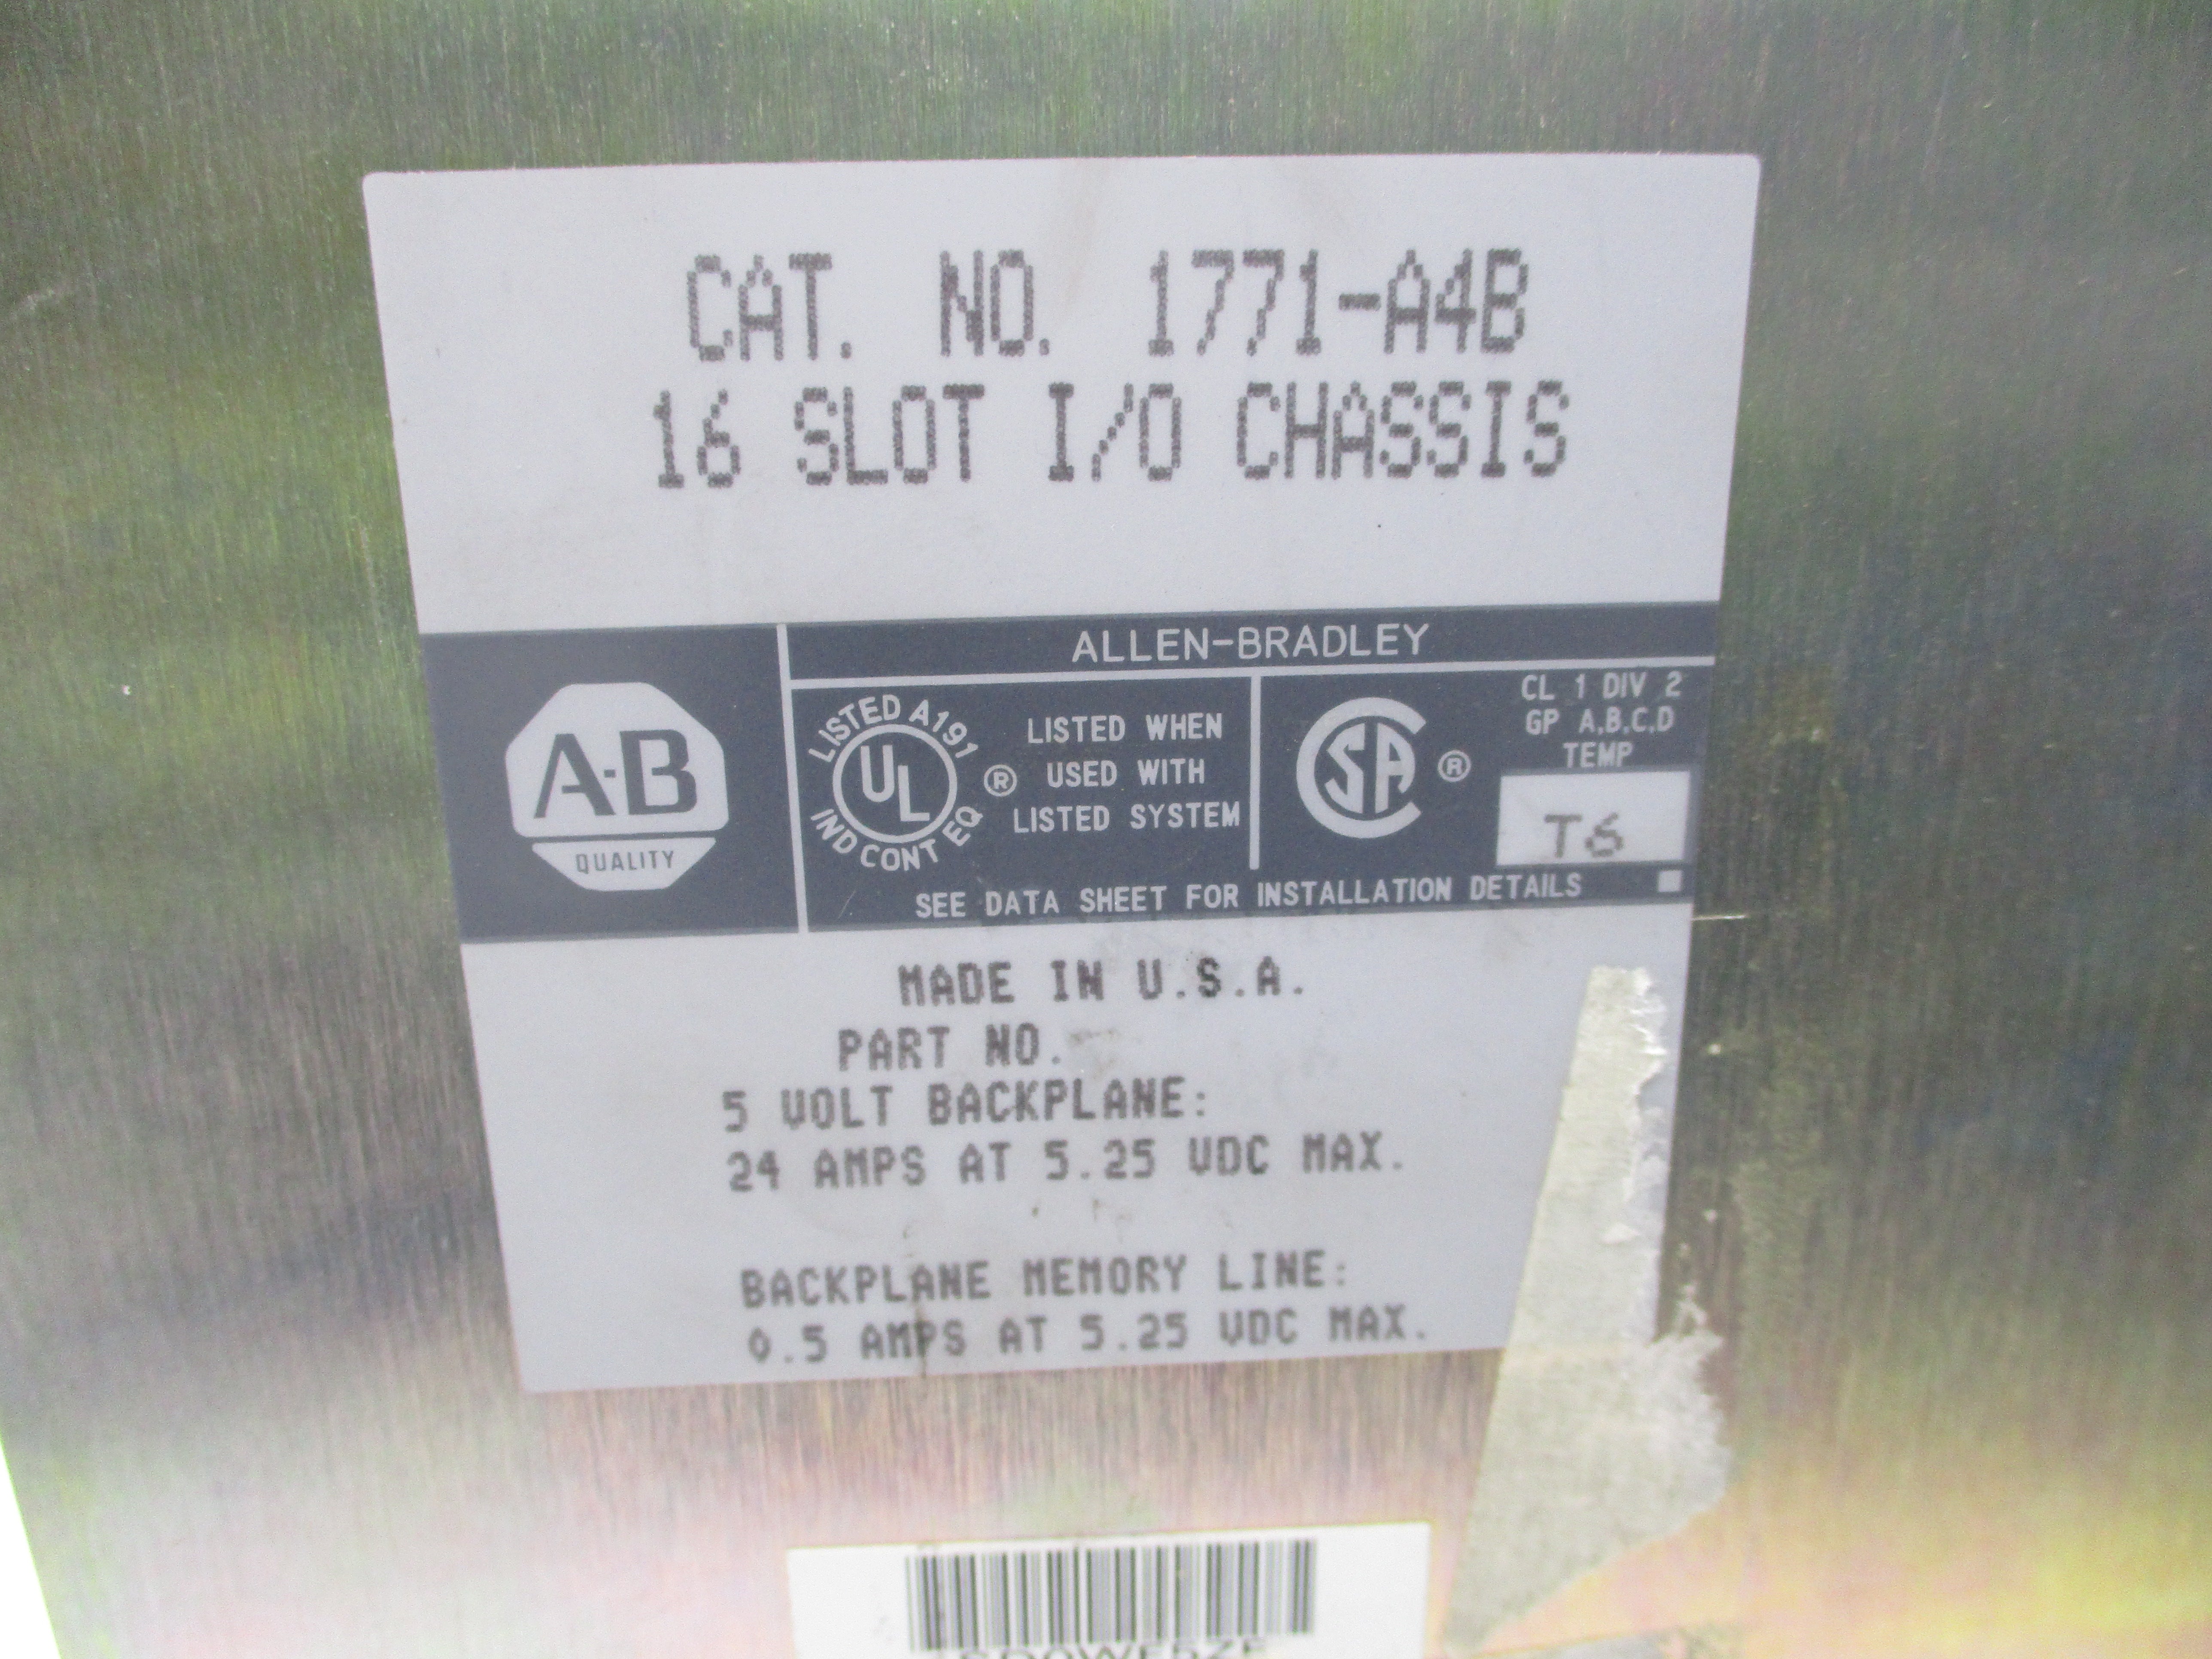 CAT. NO. 1771-A4B
16 SLOT I/O CHASSIS
ALLEN-BRADLEY
A-B
QUALITY
LISTED A191
UL
IND CONT EQ
®
LISTED WHEN
USED WITH
LISTED SYSTEM
SA
®
CL 1 DIV 2
GP A,B,C,D
TEMP
T6
SEE DATA SHEET FOR INSTALLATION DETAILS
MADE IN U.S.A.
PART NO.
5 VOLT BACKPLANE:
24 AMPS AT 5.25 VDC MAX.
BACKPLANE MEMORY LINE:
0.5 AMPS AT 5.25 VDC MAX.